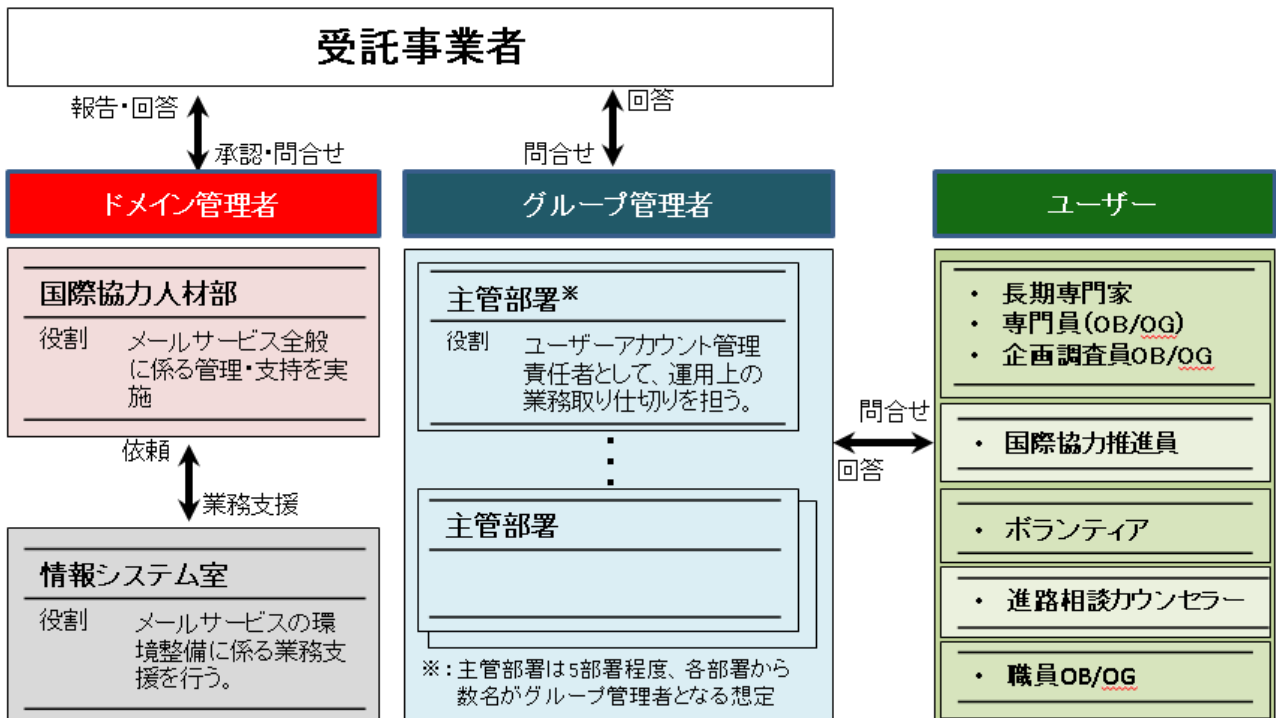 受託事業者
報告・回答
承認・問合せ
回答
問合せ
ドメイン管理者
国際協力人材部
役割
メールサービス全般
に係る管理・支持を実
施
依頼
業務支援
情報システム室
役割
メールサービスの環
境整備に係る業務支
援を行う。
グループ管理者
主管部署※
役割
ユーザーアカウント管理
責任者として、運用上の
業務取り仕切りを担う。
主管部署
※：主管部署は5部署程度、各部署から
数名がグループ管理者となる想定
問合せ
回答
ユーザー
・ 長期専門家
・ 専門員(OB/OG)
・ 企画調査員OB/OG
・ 国際協力推進員
・ ボランティア
・ 進路相談カウンセラー
・ 職員OB/OG